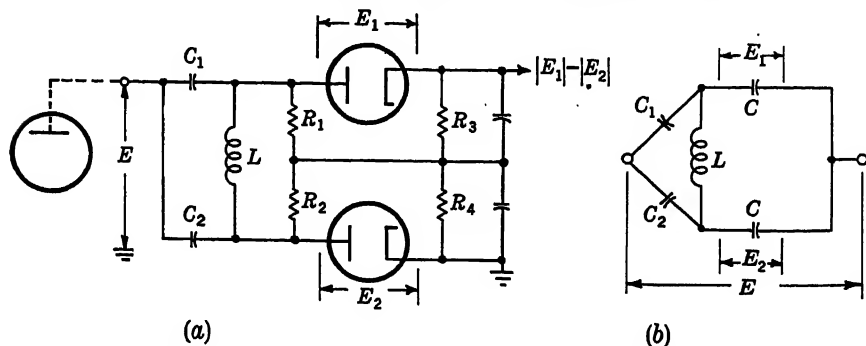 E₁
C₁
|E₁|−|E₂|
E
L
R₁
R₃
C₂
R₂
R₄
E₂
(a)
E₁
C
C₁
L
C₂
C
E₂
E
(b)